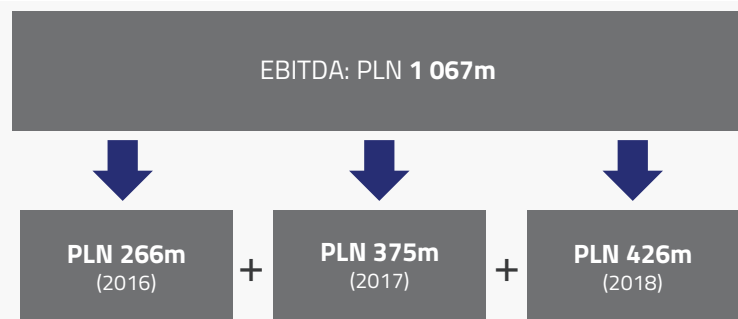 EBITDA: PLN 1 067m
PLN 266m
(2016)
+
PLN 375m
(2017)
+
PLN 426m
(2018)